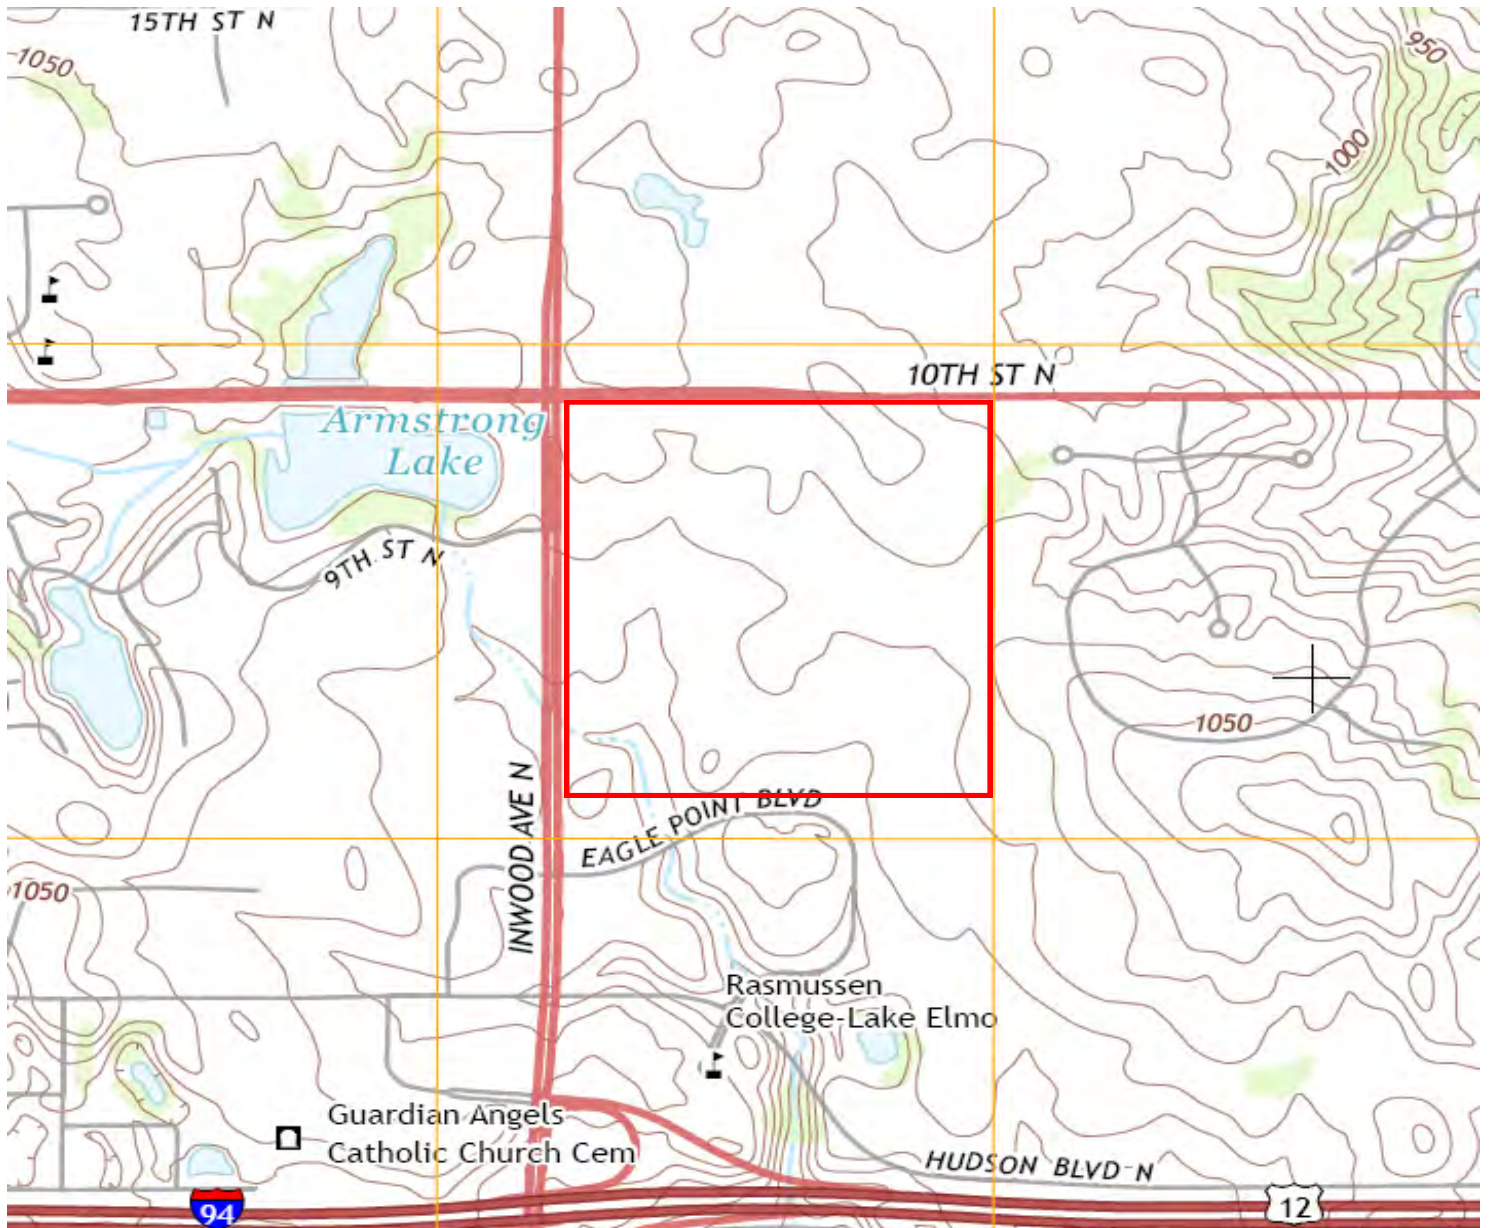 15TH ST N
1050
950
1000
10TH ST N
Armstrong
Lake
9TH ST N
1050
INWOOD AVE N
EAGLE POINT BLVD
1050
Rasmussen
College-Lake Elmo
Guardian Angels
Catholic Church Cem
HUDSON BLVD N
94
12